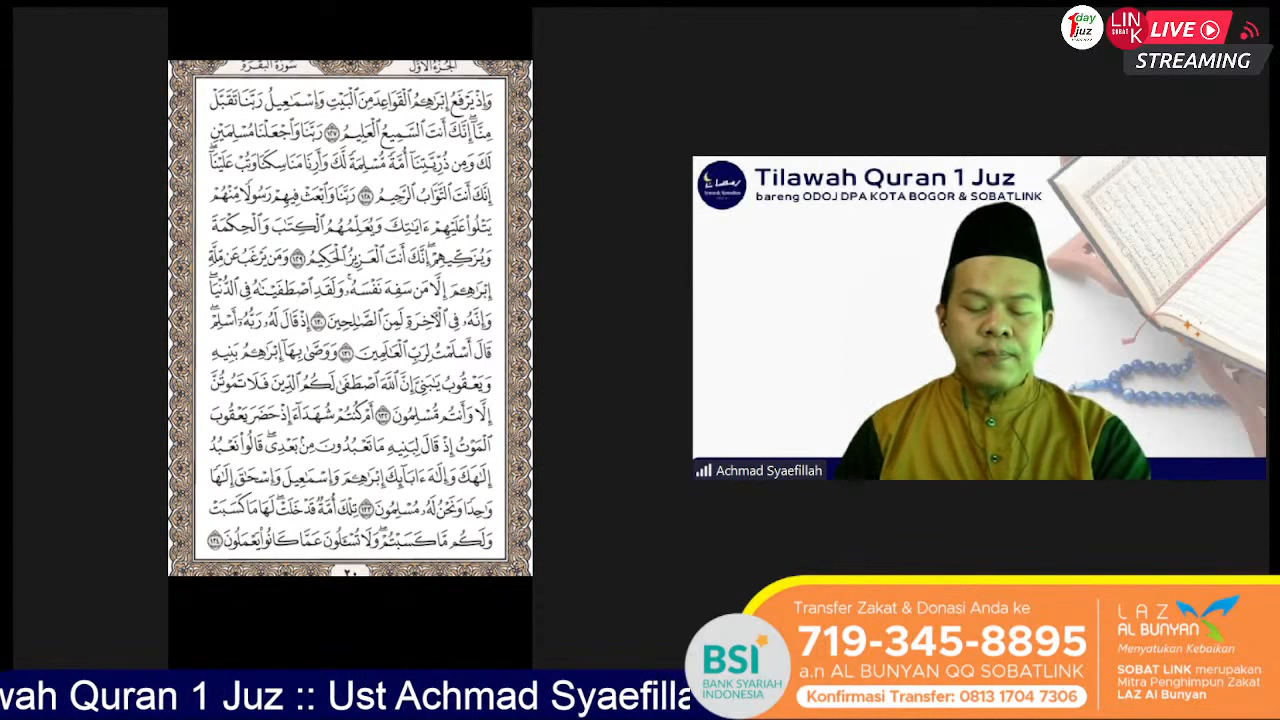 سورة البقرة
الجزء الأول
وَإِذْ يَرْفَعُ إِبْرَٰهِـۧمُ ٱلْقَوَاعِدَ مِنَ ٱلْبَيْتِ وَإِسْمَٰعِيلُ رَبَّنَا تَقَبَّلْ
مِنَّآ ۖ إِنَّكَ أَنتَ ٱلسَّمِيعُ ٱلْعَلِيمُ ١٢٧ رَبَّنَا وَٱجْعَلْنَا مُسْلِمَيْنِ
لَكَ وَمِن ذُرِّيَّتِنَآ أُمَّةً مُّسْلِمَةً لَّكَ وَأَرِنَا مَنَاسِكَنَا وَتُبْ عَلَيْنَآ ۖ
إِنَّكَ أَنتَ ٱلتَّوَّابُ ٱلرَّحِيمُ ١٢٨ رَبَّنَا وَٱبْعَثْ فِيهِمْ رَسُولًا مِّنْهُمْ
يَتْلُوا۟ عَلَيْهِمْ ءَايَٰتِكَ وَيُعَلِّمُهُمُ ٱلْكِتَٰبَ وَٱلْحِكْمَةَ
وَيُزَكِّيهِمْ ۚ إِنَّكَ أَنتَ ٱلْعَزِيزُ ٱلْحَكِيمُ ١٢٩ وَمَن يَرْغَبُ عَن مِّلَّةِ
إِبْرَٰهِـۧمَ إِلَّا مَن سَفِهَ نَفْسَهُۥ ۚ وَلَقَدِ ٱصْطَفَيْنَٰهُ فِى ٱلدُّنْيَا ۖ
وَإِنَّهُۥ فِى ٱلْءَاخِرَةِ لَمِنَ ٱلصَّٰلِحِينَ ١٣٠ إِذْ قَالَ لَهُۥ رَبُّهُۥٓ أَسْلِمْ ۖ
قَالَ أَسْلَمْتُ لِرَبِّ ٱلْعَٰلَمِينَ ١٣١ وَوَصَّىٰ بِهَآ إِبْرَٰهِـۧمُ بَنِيهِ
وَيَعْقُوبُ يَٰبَنِىَّ إِنَّ ٱللَّهَ ٱصْطَفَىٰ لَكُمُ ٱلدِّينَ فَلَا تَمُوتُنَّ
إِلَّا وَأَنتُم مُّسْلِمُونَ ١٣٢ أَمْ كُنتُمْ شُهَدَآءَ إِذْ حَضَرَ يَعْقُوبَ
ٱلْمَوْتُ إِذْ قَالَ لِبَنِيهِ مَا تَعْبُدُونَ مِنۢ بَعْدِى ۖ قَالُوا۟ نَعْبُدُ
إِلَٰهَكَ وَإِلَٰهَ ءَابَآئِكَ إِبْرَٰهِـۧمَ وَإِسْمَٰعِيلَ وَإِسْحَٰقَ إِلَٰهًا
وَٰحِدًا وَنَحْنُ لَهُۥ مُسْلِمُونَ ١٣٣ تِلْكَ أُمَّةٌ قَدْ خَلَتْ ۖ لَهَا مَا كَسَبَتْ
وَلَكُم مَّا كَسَبْتُمْ ۖ وَلَا تُسْـَٔلُونَ عَمَّا كَانُوا۟ يَعْمَلُونَ ١٣٤
٢٠
1day
1juz
LINK
SOBAT
LIVE
STREAMING
Tilawah Quran 1 Juz
bareng ODOJ DPA KOTA BOGOR & SOBATLINK
Achmad Syaefillah
Transfer Zakat & Donasi Anda ke
719-345-8895
a.n AL BUNYAN QQ SOBATLINK
Konfirmasi Transfer: 0813 1704 7306
BSI
BANK SYARIAH
INDONESIA
LAZ
AL BUNYAN
Menyatukan Kebaikan
SOBAT LINK merupakan
Mitra Penghimpun Zakat
LAZ Al Bunyan
wah Quran 1 Juz :: Ust Achmad Syaefilla